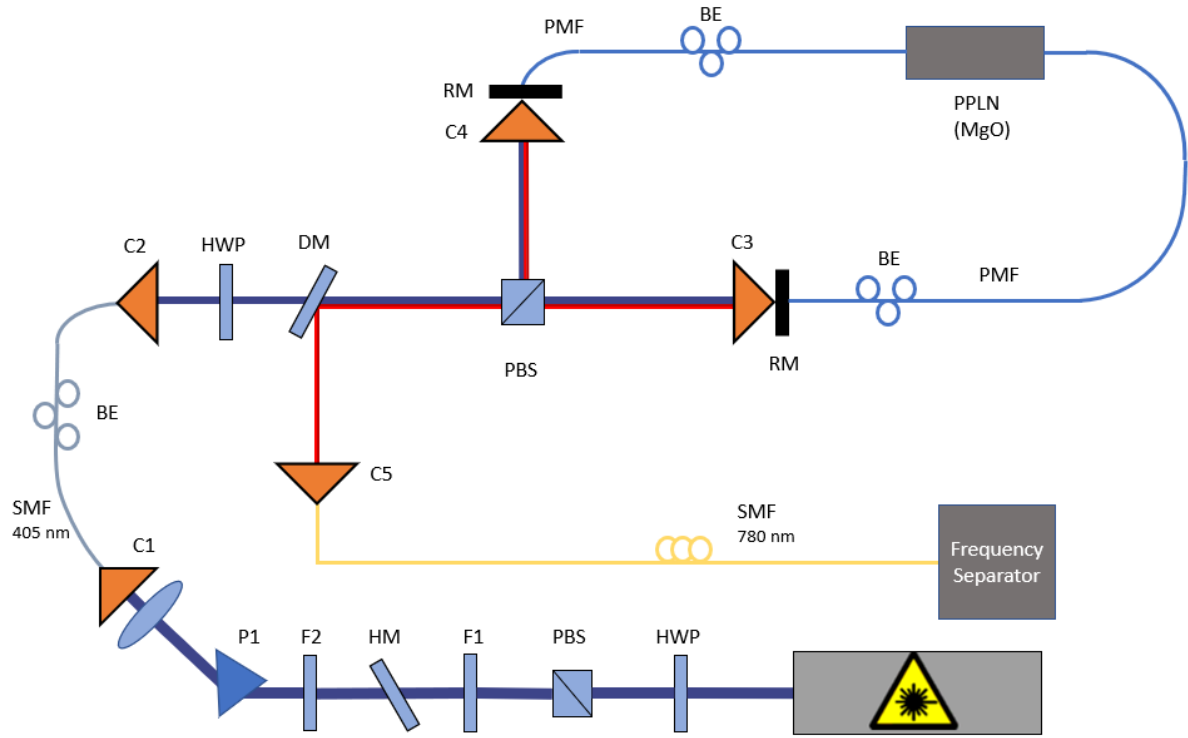 BE
PMF
RM
C4
PPLN
(MgO)
C2
HWP
DM
C3
BE
PMF
PBS
RM
BE
C5
SMF
405 nm
SMF
780 nm
C1
Frequency
Separator
P1
F2
HM
F1
PBS
HWP